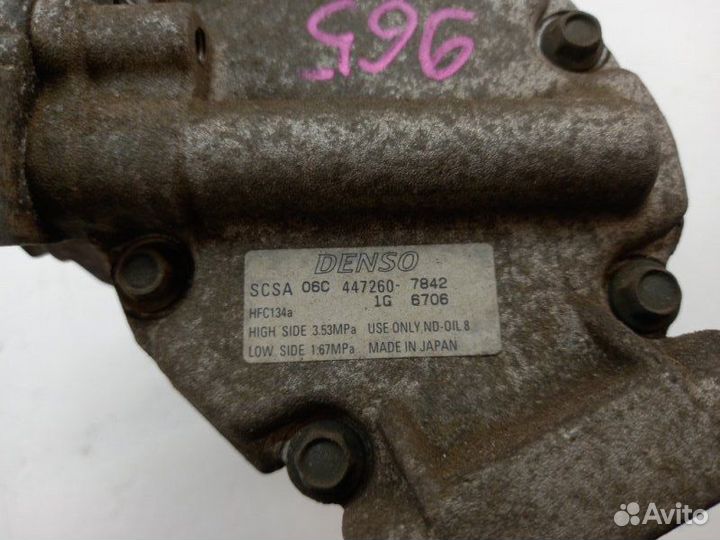 965
DENSO
SCSA 06C 447260- 7842
1G 6706
HFC134a
HIGH SIDE 3.53MPa USE ONLY ND-OIL 8
LOW SIDE 1.67MPa MADE IN JAPAN
Avito